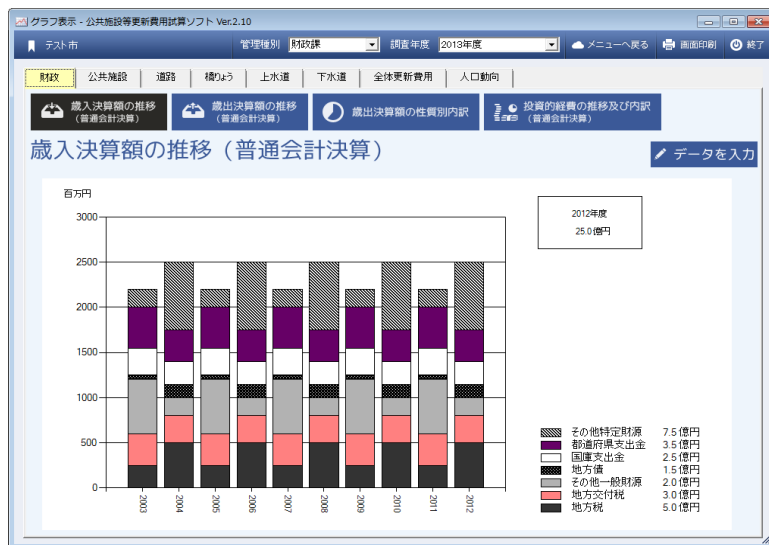 グラフ表示 - 公共施設等更新費用試算ソフト Ver.2.10
テスト市 管理種別 財政課 調査年度 2013年度 メニューへ戻る 画面印刷 終了
財政 公共施設 道路 橋りょう 上水道 下水道 全体更新費用 人口動向
歳入決算額の推移
(普通会計決算)
歳出決算額の推移
(普通会計決算)
歳出決算額の性質別内訳
投資的経費の推移及び内訳
(普通会計決算)
歳入決算額の推移（普通会計決算） データを入力
百万円
3000
2500
2000
1500
1000
500
0
2003 2004 2005 2006 2007 2008 2009 2010 2011 2012
2012年度
25.0億円
その他特定財源 7.5億円
都道府県支出金 3.5億円
国庫支出金 2.5億円
地方債 1.5億円
その他一般財源 2.0億円
地方交付税 3.0億円
地方税 5.0億円